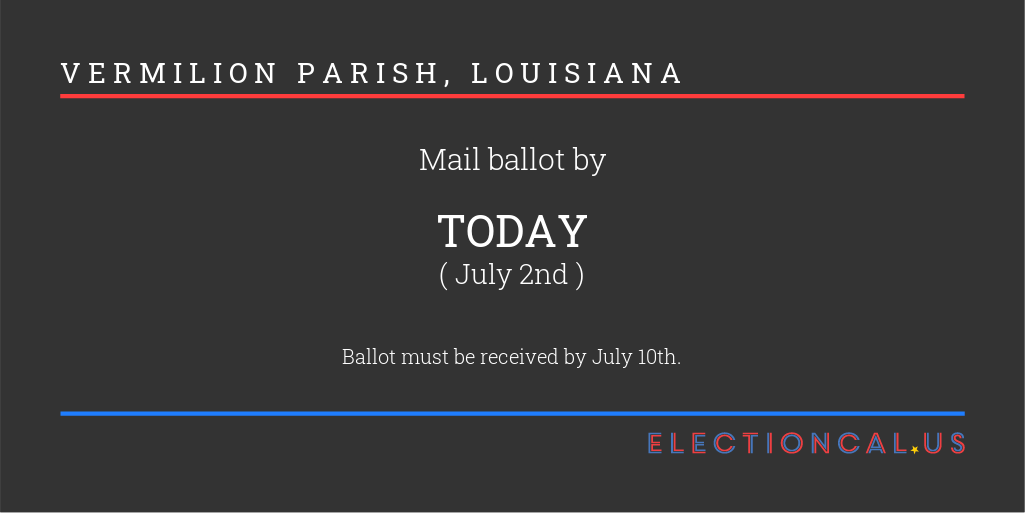 VERMILION PARISH, LOUISIANA
Mail ballot by
TODAY
( July 2nd )
Ballot must be received by July 10th.
ELECTIONCAL.US